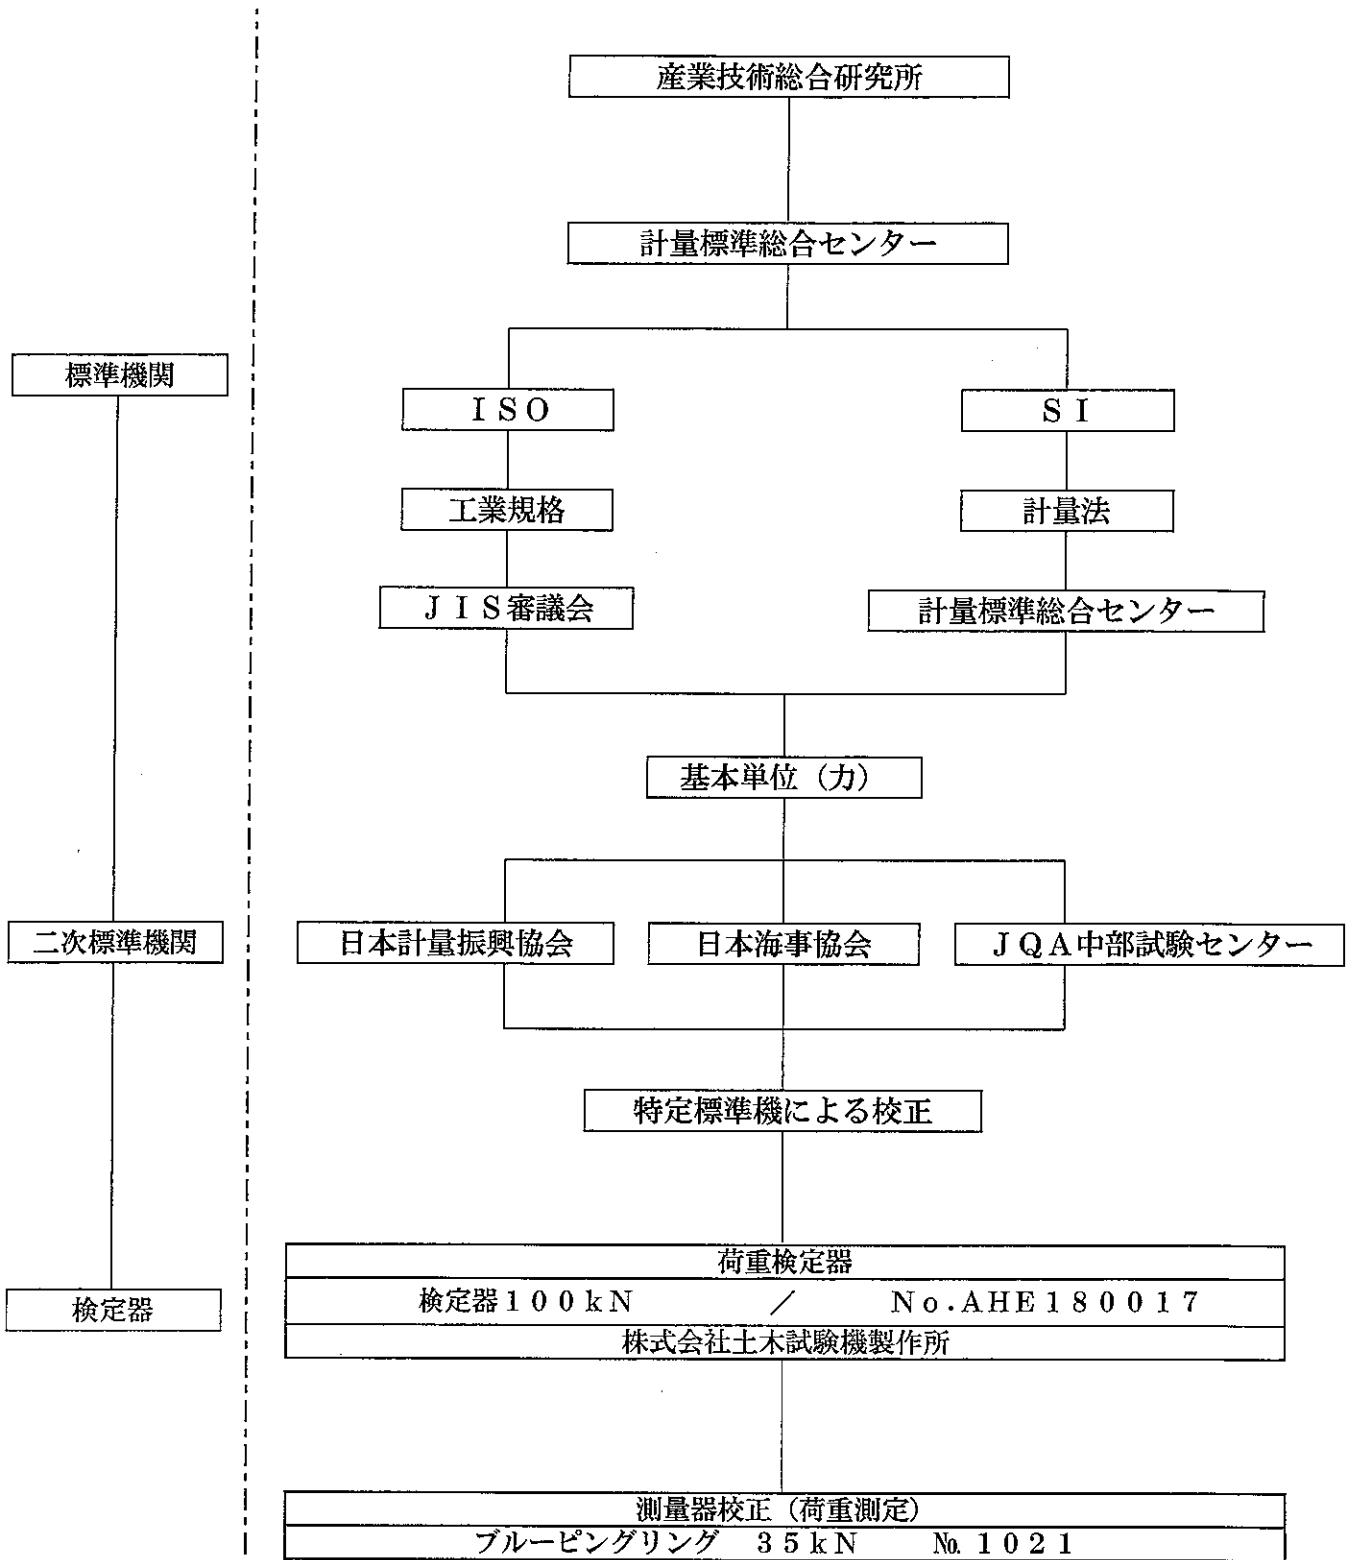 産業技術総合研究所
計量標準総合センター
標準機関
ISO
SI
工業規格
計量法
JIS審議会
計量標準総合センター
基本単位（力）
二次標準機関
日本計量振興協会
日本海事協会
JQA中部試験センター
特定標準機による校正
荷重検定器
検定器100kN ／ No.AHE180017
検定器
株式会社土木試験機製作所
測量器校正（荷重測定）
ブルーピングリング 35kN №1021